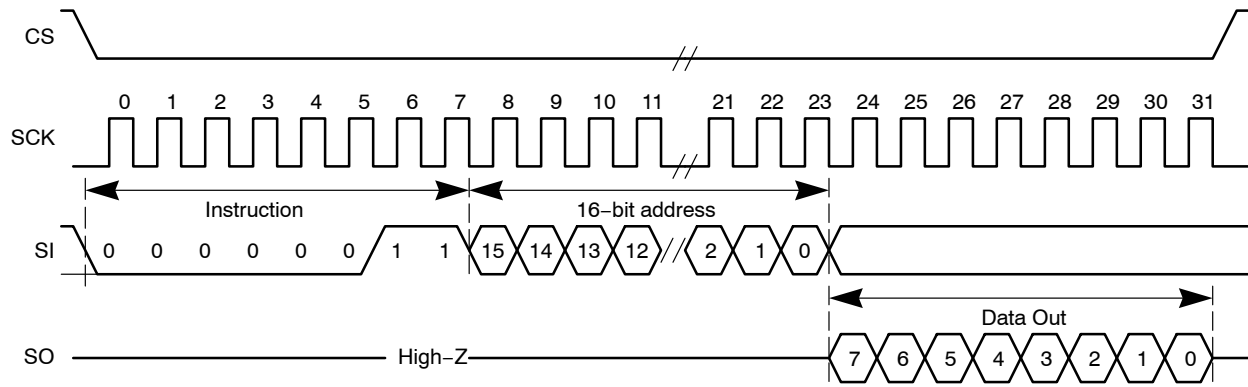 CS
0 1 2 3 4 5 6 7 8 9 10 11 21 22 23 24 25 26 27 28 29 30 31
SCK
Instruction 16−bit address
SI 0 0 0 0 0 0 1 1 15 14 13 12 2 1 0
Data Out
SO High−Z 7 6 5 4 3 2 1 0